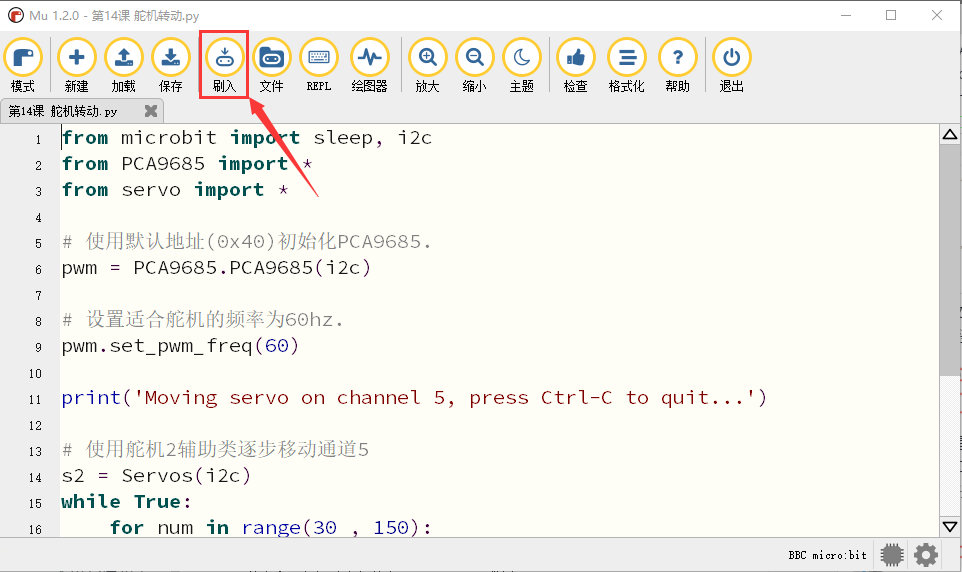 Mu 1.2.0 - 第14课 舵机转动.py
模式 新建 加载 保存 刷入 文件 REPL 绘图器 放大 缩小 主题 检查 格式化 帮助 退出
第14课 舵机转动.py
1 from microbit import sleep, i2c
2 from PCA9685 import *
3 from servo import *
4
5 # 使用默认地址(0x40)初始化PCA9685.
6 pwm = PCA9685.PCA9685(i2c)
7
8 # 设置适合舵机的频率为60hz.
9 pwm.set_pwm_freq(60)
10
11 print('Moving servo on channel 5, press Ctrl-C to quit...')
12
13 # 使用舵机2辅助类逐步移动通道5
14 s2 = Servos(i2c)
15 while True:
16     for num in range(30 , 150):
BBC micro:bit